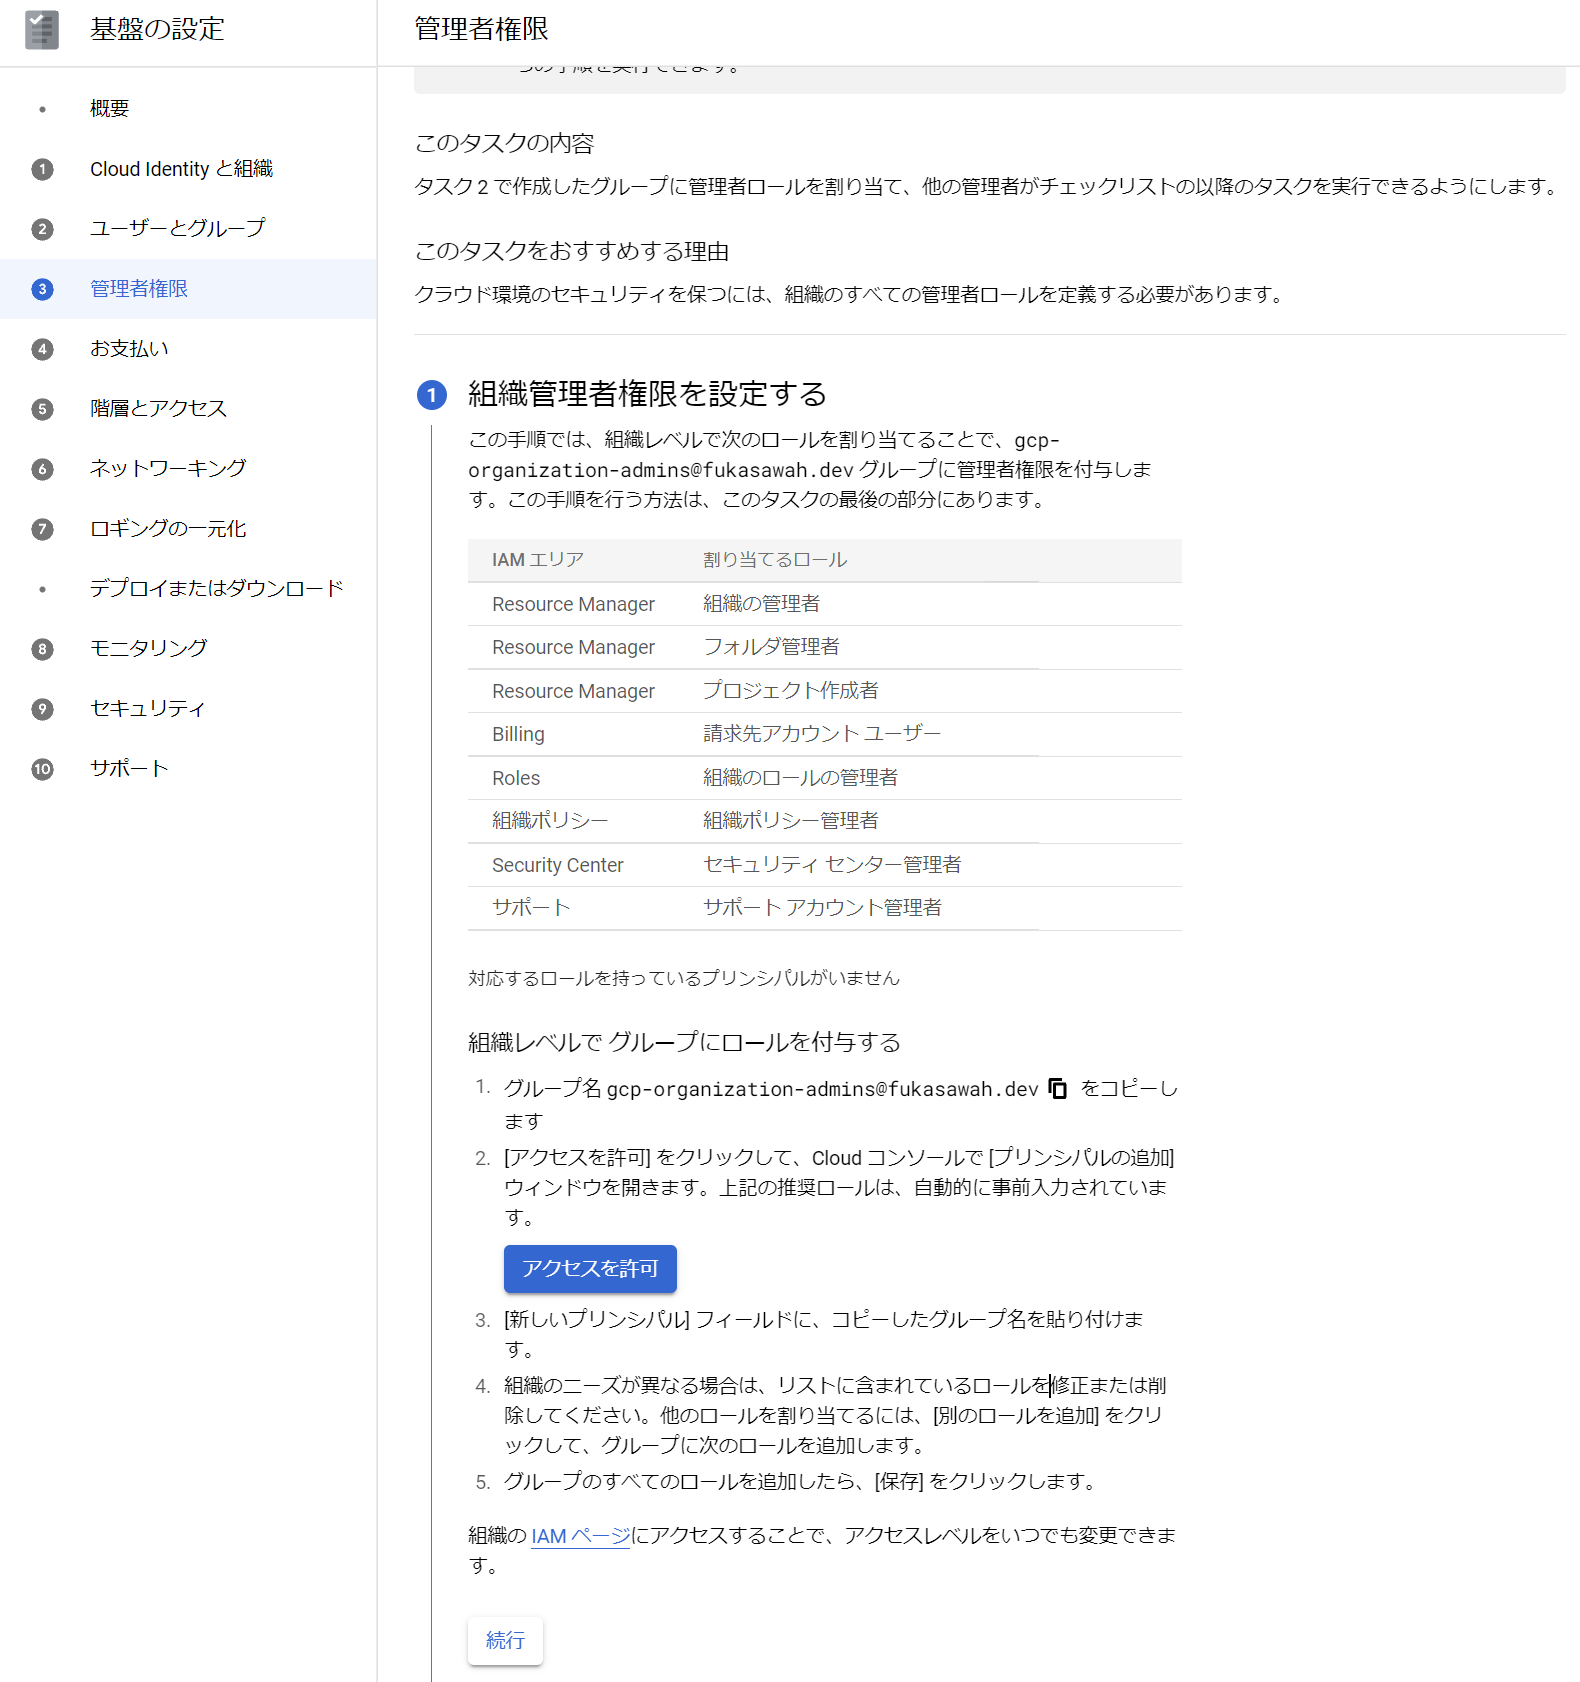 基盤の設定
管理者権限
概要
1 Cloud Identity と組織
2 ユーザーとグループ
3 管理者権限
4 お支払い
5 階層とアクセス
6 ネットワーキング
7 ロギングの一元化
デプロイまたはダウンロード
8 モニタリング
9 セキュリティ
10 サポート
このタスクの内容
タスク 2 で作成したグループに管理者ロールを割り当て、他の管理者がチェックリストの以降のタスクを実行できるようにします。
このタスクをおすすめする理由
クラウド環境のセキュリティを保つには、組織のすべての管理者ロールを定義する必要があります。
1 組織管理者権限を設定する
この手順では、組織レベルで次のロールを割り当てることで、gcp-
organization-admins@fukasawah.dev グループに管理者権限を付与しま
す。この手順を行う方法は、このタスクの最後の部分にあります。
IAM エリア 割り当てるロール
Resource Manager 組織の管理者
Resource Manager フォルダ管理者
Resource Manager プロジェクト作成者
Billing 請求先アカウント ユーザー
Roles 組織のロールの管理者
組織ポリシー 組織ポリシー管理者
Security Center セキュリティ センター管理者
サポート サポート アカウント管理者
対応するロールを持っているプリンシパルがいません
組織レベルで グループにロールを付与する
1. グループ名 gcp-organization-admins@fukasawah.dev をコピーし
ます
2. [アクセスを許可] をクリックして、Cloud コンソールで [プリンシパルの追加]
ウィンドウを開きます。上記の推奨ロールは、自動的に事前入力されていま
す。
アクセスを許可
3. [新しいプリンシパル] フィールドに、コピーしたグループ名を貼り付けま
す。
4. 組織のニーズが異なる場合は、リストに含まれているロールを修正または削
除してください。他のロールを割り当てるには、[別のロールを追加] をクリ
ックして、グループに次のロールを追加します。
5. グループのすべてのロールを追加したら、[保存] をクリックします。
組織の IAM ページにアクセスすることで、アクセスレベルをいつでも変更できま
す。
続行